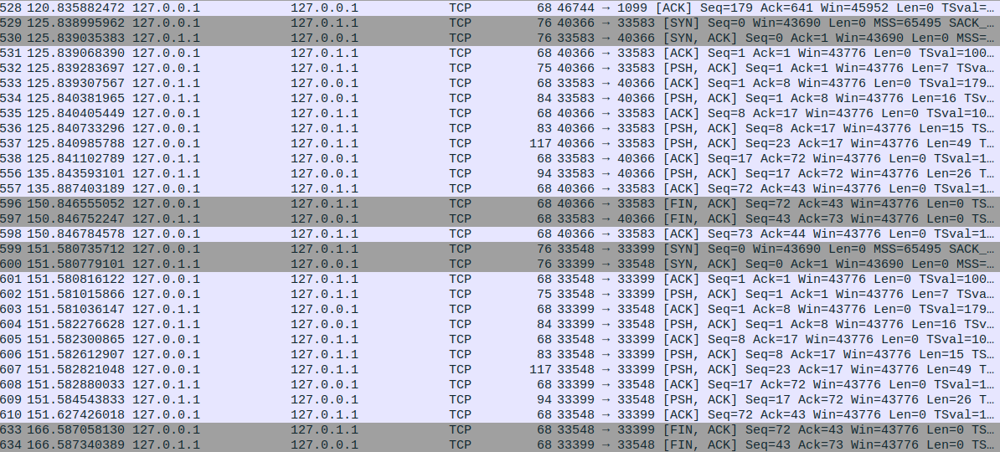 528 120.835882472 127.0.0.1 127.0.0.1 TCP 68 46744 → 1099 [ACK] Seq=179 Ack=641 Win=45952 Len=0 TSval=…
529 125.838995962 127.0.0.1 127.0.1.1 TCP 76 40366 → 33583 [SYN] Seq=0 Win=43690 Len=0 MSS=65495 SACK_…
530 125.839035383 127.0.1.1 127.0.0.1 TCP 76 33583 → 40366 [SYN, ACK] Seq=0 Ack=1 Win=43690 Len=0 MSS=…
531 125.839068390 127.0.0.1 127.0.1.1 TCP 68 40366 → 33583 [ACK] Seq=1 Ack=1 Win=43776 Len=0 TSval=100…
532 125.839283697 127.0.0.1 127.0.1.1 TCP 75 40366 → 33583 [PSH, ACK] Seq=1 Ack=1 Win=43776 Len=7 TSva…
533 125.839307567 127.0.1.1 127.0.0.1 TCP 68 33583 → 40366 [ACK] Seq=1 Ack=8 Win=43776 Len=0 TSval=179…
534 125.840381965 127.0.1.1 127.0.0.1 TCP 84 33583 → 40366 [PSH, ACK] Seq=1 Ack=8 Win=43776 Len=16 TSv…
535 125.840405449 127.0.0.1 127.0.1.1 TCP 68 40366 → 33583 [ACK] Seq=8 Ack=17 Win=43776 Len=0 TSval=10…
536 125.840733296 127.0.0.1 127.0.1.1 TCP 83 40366 → 33583 [PSH, ACK] Seq=8 Ack=17 Win=43776 Len=15 TS…
537 125.840985788 127.0.0.1 127.0.1.1 TCP 117 40366 → 33583 [PSH, ACK] Seq=23 Ack=17 Win=43776 Len=49 T…
538 125.841102789 127.0.1.1 127.0.0.1 TCP 68 33583 → 40366 [ACK] Seq=17 Ack=72 Win=43776 Len=0 TSval=1…
556 135.843593101 127.0.1.1 127.0.0.1 TCP 94 33583 → 40366 [PSH, ACK] Seq=17 Ack=72 Win=43776 Len=26 T…
557 135.887403189 127.0.0.1 127.0.1.1 TCP 68 40366 → 33583 [ACK] Seq=72 Ack=43 Win=43776 Len=0 TSval=1…
596 150.846555052 127.0.0.1 127.0.1.1 TCP 68 40366 → 33583 [FIN, ACK] Seq=72 Ack=43 Win=43776 Len=0 TS…
597 150.846752247 127.0.1.1 127.0.0.1 TCP 68 33583 → 40366 [FIN, ACK] Seq=43 Ack=73 Win=43776 Len=0 TS…
598 150.846784578 127.0.0.1 127.0.1.1 TCP 68 40366 → 33583 [ACK] Seq=73 Ack=44 Win=43776 Len=0 TSval=1…
599 151.580735712 127.0.0.1 127.0.1.1 TCP 76 33548 → 33399 [SYN] Seq=0 Win=43690 Len=0 MSS=65495 SACK_…
600 151.580779101 127.0.1.1 127.0.0.1 TCP 76 33399 → 33548 [SYN, ACK] Seq=0 Ack=1 Win=43690 Len=0 MSS=…
601 151.580816122 127.0.0.1 127.0.1.1 TCP 68 33548 → 33399 [ACK] Seq=1 Ack=1 Win=43776 Len=0 TSval=100…
602 151.581015866 127.0.0.1 127.0.1.1 TCP 75 33548 → 33399 [PSH, ACK] Seq=1 Ack=1 Win=43776 Len=7 TSva…
603 151.581036147 127.0.1.1 127.0.0.1 TCP 68 33399 → 33548 [ACK] Seq=1 Ack=8 Win=43776 Len=0 TSval=179…
604 151.582276628 127.0.1.1 127.0.0.1 TCP 84 33399 → 33548 [PSH, ACK] Seq=1 Ack=8 Win=43776 Len=16 TSv…
605 151.582300865 127.0.0.1 127.0.1.1 TCP 68 33548 → 33399 [ACK] Seq=8 Ack=17 Win=43776 Len=0 TSval=10…
606 151.582612907 127.0.0.1 127.0.1.1 TCP 83 33548 → 33399 [PSH, ACK] Seq=8 Ack=17 Win=43776 Len=15 TS…
607 151.582821048 127.0.0.1 127.0.1.1 TCP 117 33548 → 33399 [PSH, ACK] Seq=23 Ack=17 Win=43776 Len=49 T…
608 151.582880033 127.0.1.1 127.0.0.1 TCP 68 33399 → 33548 [ACK] Seq=17 Ack=72 Win=43776 Len=0 TSval=1…
609 151.584543833 127.0.1.1 127.0.0.1 TCP 94 33399 → 33548 [PSH, ACK] Seq=17 Ack=72 Win=43776 Len=26 T…
610 151.627426018 127.0.0.1 127.0.1.1 TCP 68 33548 → 33399 [ACK] Seq=72 Ack=43 Win=43776 Len=0 TSval=1…
633 166.587058130 127.0.0.1 127.0.1.1 TCP 68 33548 → 33399 [FIN, ACK] Seq=72 Ack=43 Win=43776 Len=0 TS…
634 166.587340389 127.0.1.1 127.0.0.1 TCP 68 33399 → 33548 [FIN, ACK] Seq=43 Ack=73 Win=43776 Len=0 TS…